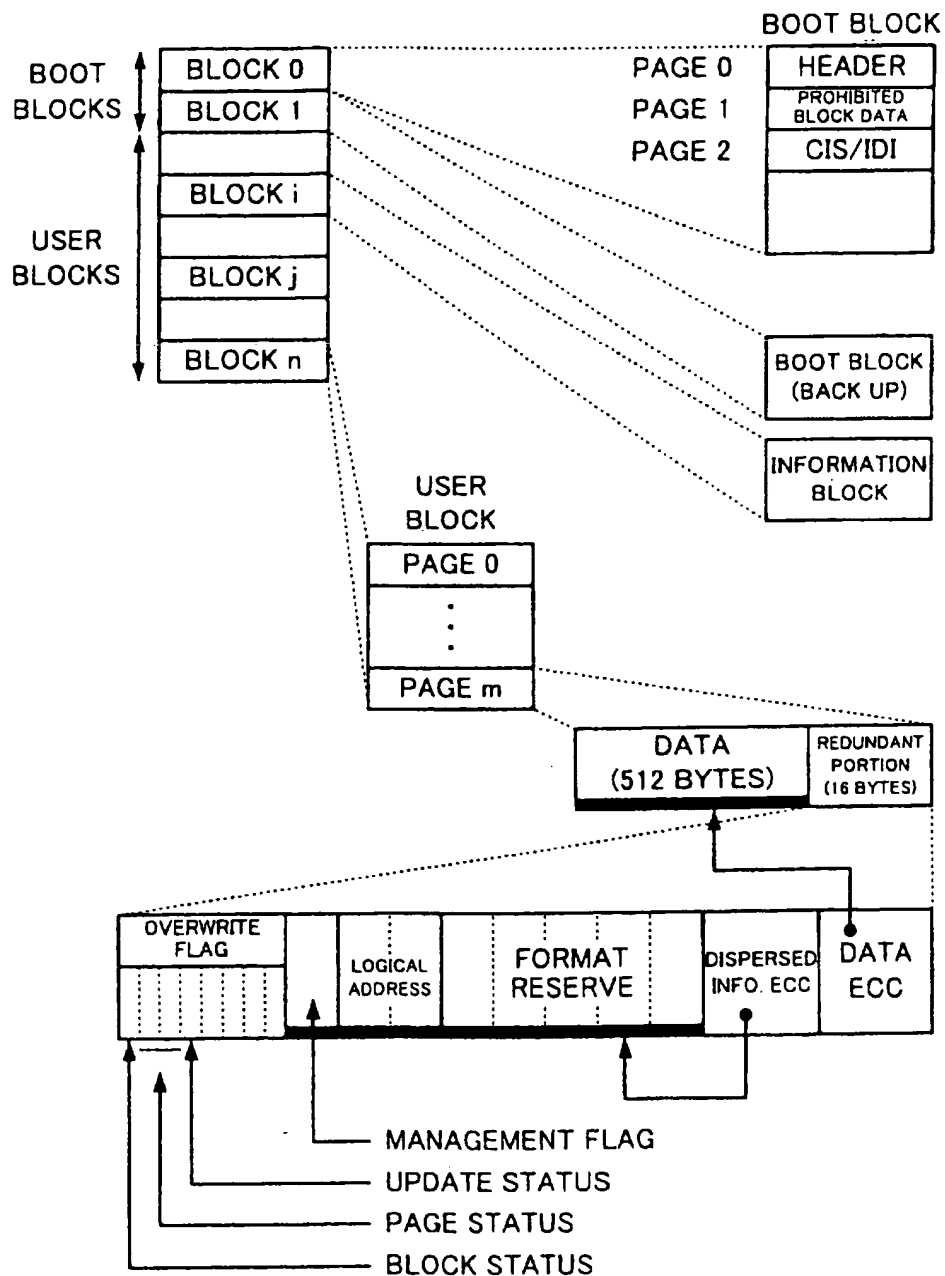 BOOT BLOCKS
BLOCK 0
BLOCK 1
USER BLOCKS
BLOCK i
BLOCK j
BLOCK n
BOOT BLOCK
PAGE 0
HEADER
PAGE 1
PROHIBITED
BLOCK DATA
PAGE 2
CIS/IDI
BOOT BLOCK
(BACK UP)
INFORMATION
BLOCK
USER
BLOCK
PAGE 0
PAGE m
DATA
(512 BYTES)
REDUNDANT
PORTION
(16 BYTES)
OVERWRITE
FLAG
LOGICAL
ADDRESS
FORMAT
RESERVE
DISPERSED
INFO. ECC
DATA
ECC
MANAGEMENT FLAG
UPDATE STATUS
PAGE STATUS
BLOCK STATUS